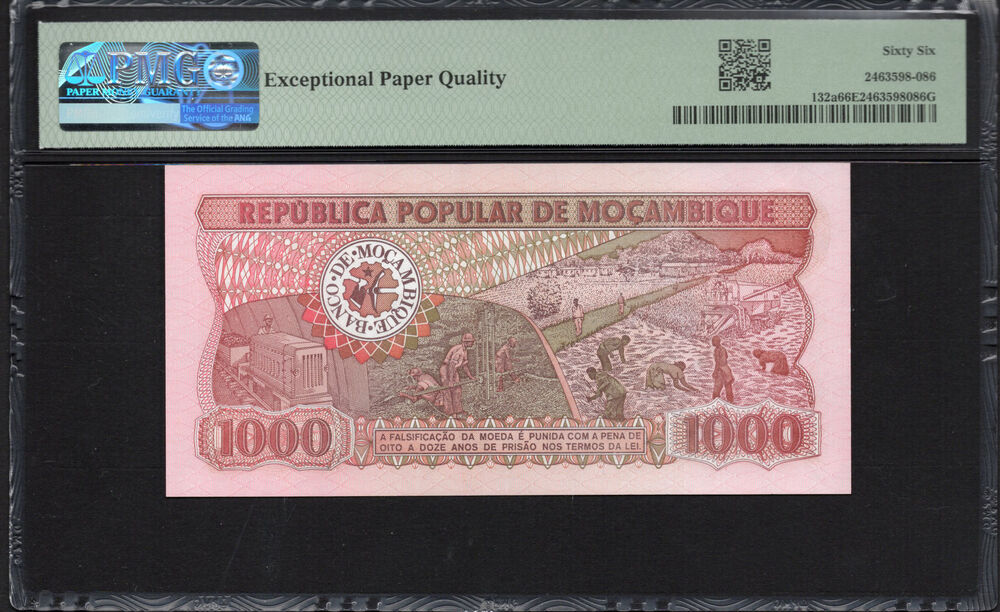 PMG
PAPER MONEY GUARANTY
The Official Grading
Service of the PNG
Exceptional Paper Quality
Sixty Six
2463598-086
132a66E2463598086G
REPÚBLICA POPULAR DE MOÇAMBIQUE
BANCO·DE·MOÇAMBIQUE
1000
A FALSIFICAÇÃO DA MOEDA É PUNIDA COM A PENA DE
OITO A DOZE ANOS DE PRISÃO NOS TERMOS DA LEI.
1000